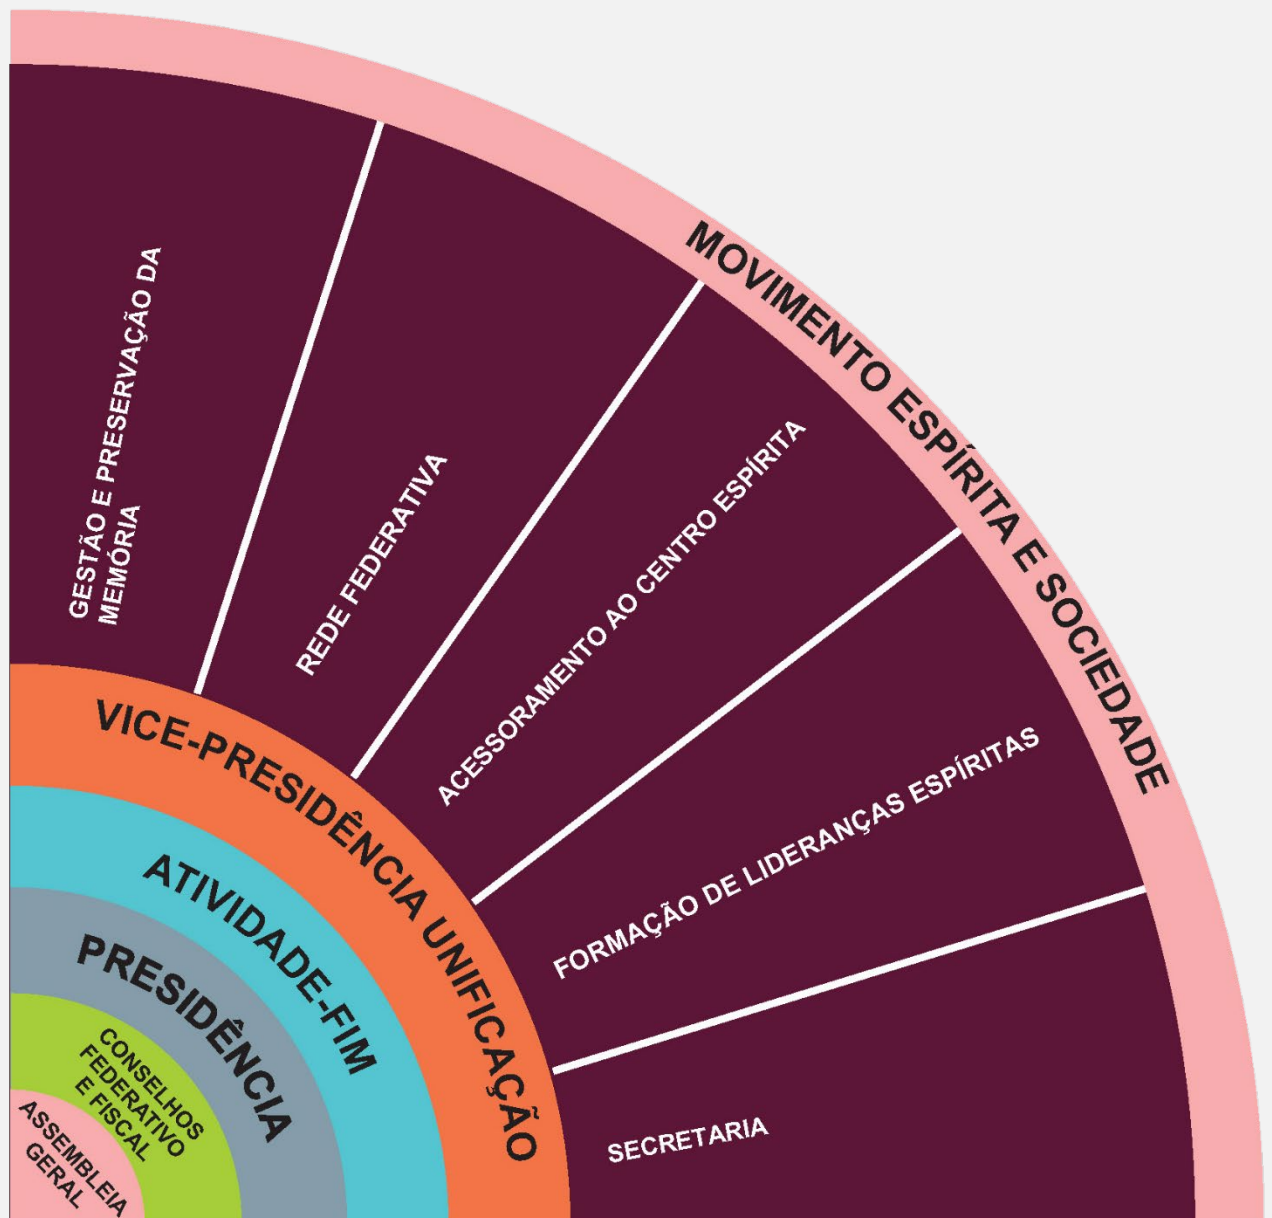 MOVIMENTO ESPÍRITA E SOCIEDADE
GESTÃO E PRESERVAÇÃO DA
MEMÓRIA
REDE FEDERATIVA
ACESSORAMENTO AO CENTRO ESPÍRITA
FORMAÇÃO DE LIDERANÇAS ESPÍRITAS
SECRETARIA
VICE-PRESIDÊNCIA UNIFICAÇÃO
ATIVIDADE-FIM
PRESIDÊNCIA
CONSELHOS
FEDERATIVO
E FISCAL
ASSEMBLEIA
GERAL